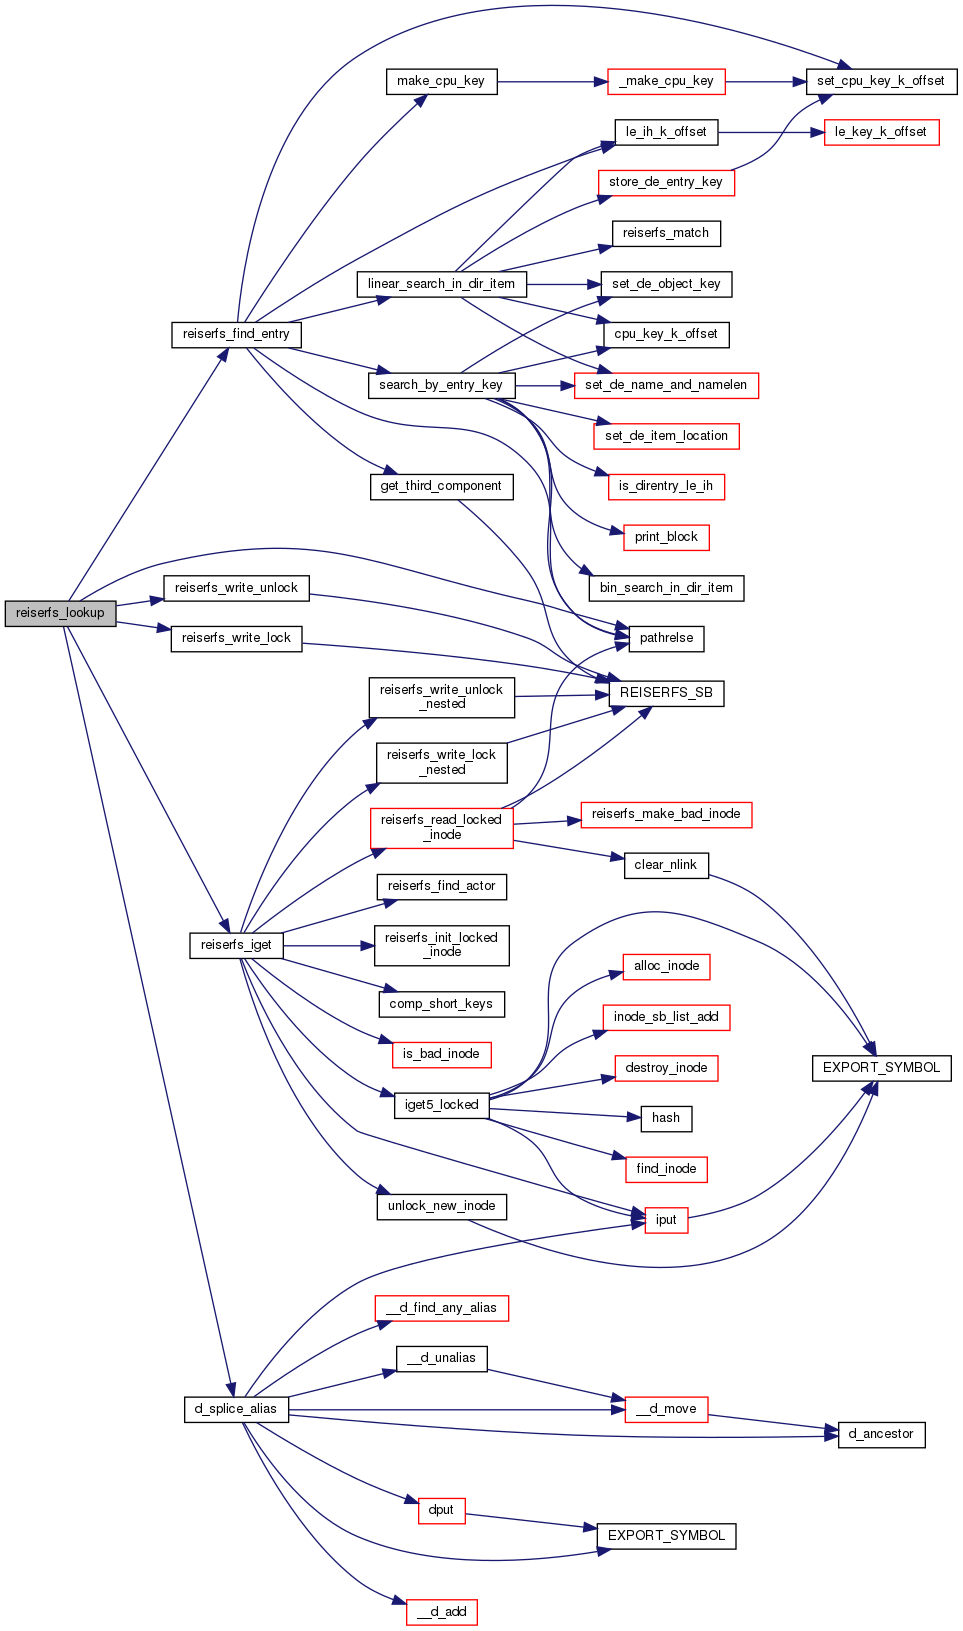 make_cpu_key
_make_cpu_key
set_cpu_key_k_offset
le_ih_k_offset
le_key_k_offset
store_de_entry_key
reiserfs_match
linear_search_in_dir_item
set_de_object_key
reiserfs_find_entry
cpu_key_k_offset
search_by_entry_key
set_de_name_and_namelen
set_de_item_location
get_third_component
is_direntry_le_ih
print_block
reiserfs_write_unlock
bin_search_in_dir_item
reiserfs_lookup
reiserfs_write_lock
pathrelse
reiserfs_write_unlock
_nested
REISERFS_SB
reiserfs_write_lock
_nested
reiserfs_read_locked
_inode
reiserfs_make_bad_inode
clear_nlink
reiserfs_find_actor
reiserfs_iget
reiserfs_init_locked
_inode
alloc_inode
comp_short_keys
inode_sb_list_add
is_bad_inode
destroy_inode
EXPORT_SYMBOL
iget5_locked
hash
find_inode
unlock_new_inode
iput
__d_find_any_alias
__d_unalias
d_splice_alias
__d_move
d_ancestor
dput
EXPORT_SYMBOL
__d_add